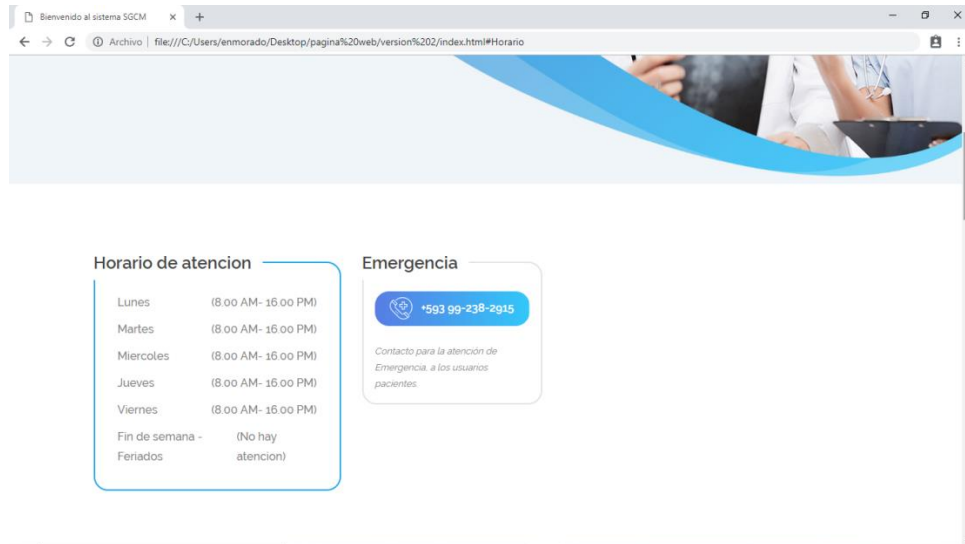 Bienvenido al sistema SGCM
Archivo | file:///C:/Users/enmorado/Desktop/pagina%20web/version%202/index.html#Horario
Horario de atencion
Lunes (8.00 AM- 16.00 PM)
Martes (8.00 AM- 16.00 PM)
Miercoles (8.00 AM- 16.00 PM)
Jueves (8.00 AM- 16.00 PM)
Viernes (8.00 AM- 16.00 PM)
Fin de semana - (No hay
Feriados atencion)
Emergencia
+593 99-238-2915
Contacto para la atención de
Emergencia. a los usuarios
pacientes.